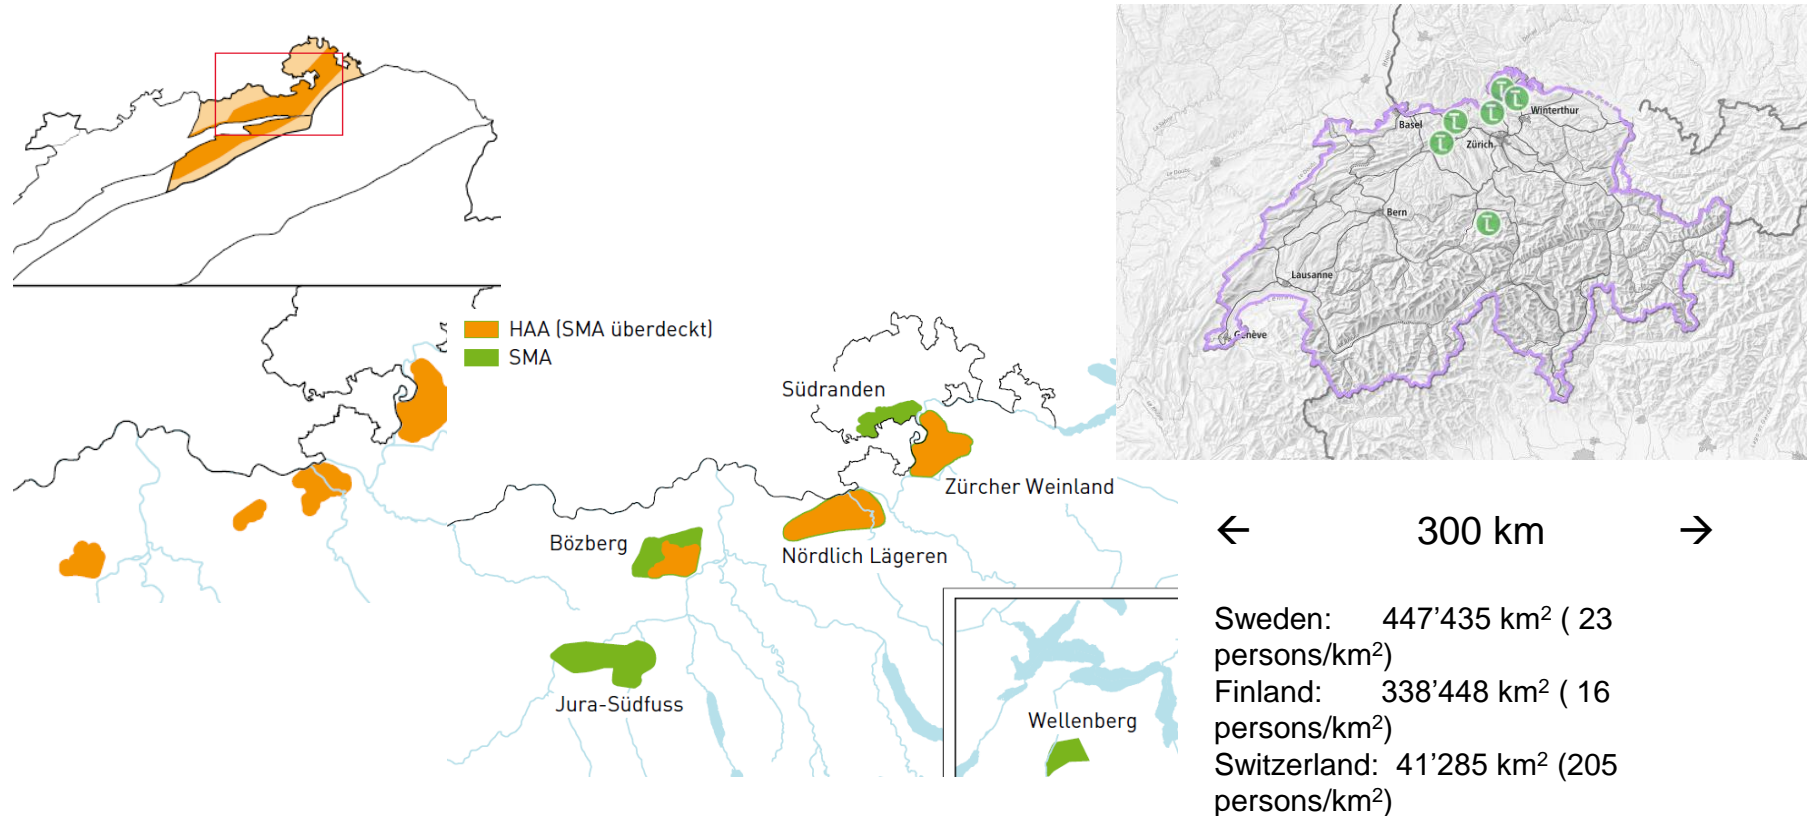 HAA (SMA überdeckt)
SMA
Südranden
Zürcher Weinland
Bözberg
Nördlich Lägeren
Jura-Südfuss
Wellenberg
Basel
Winterthur
Zürich
Bern
Lausanne
Genève
← 300 km →
Sweden: 447’435 km² ( 23
persons/km²)
Finland: 338’448 km² ( 16
persons/km²)
Switzerland: 41’285 km² (205
persons/km²)